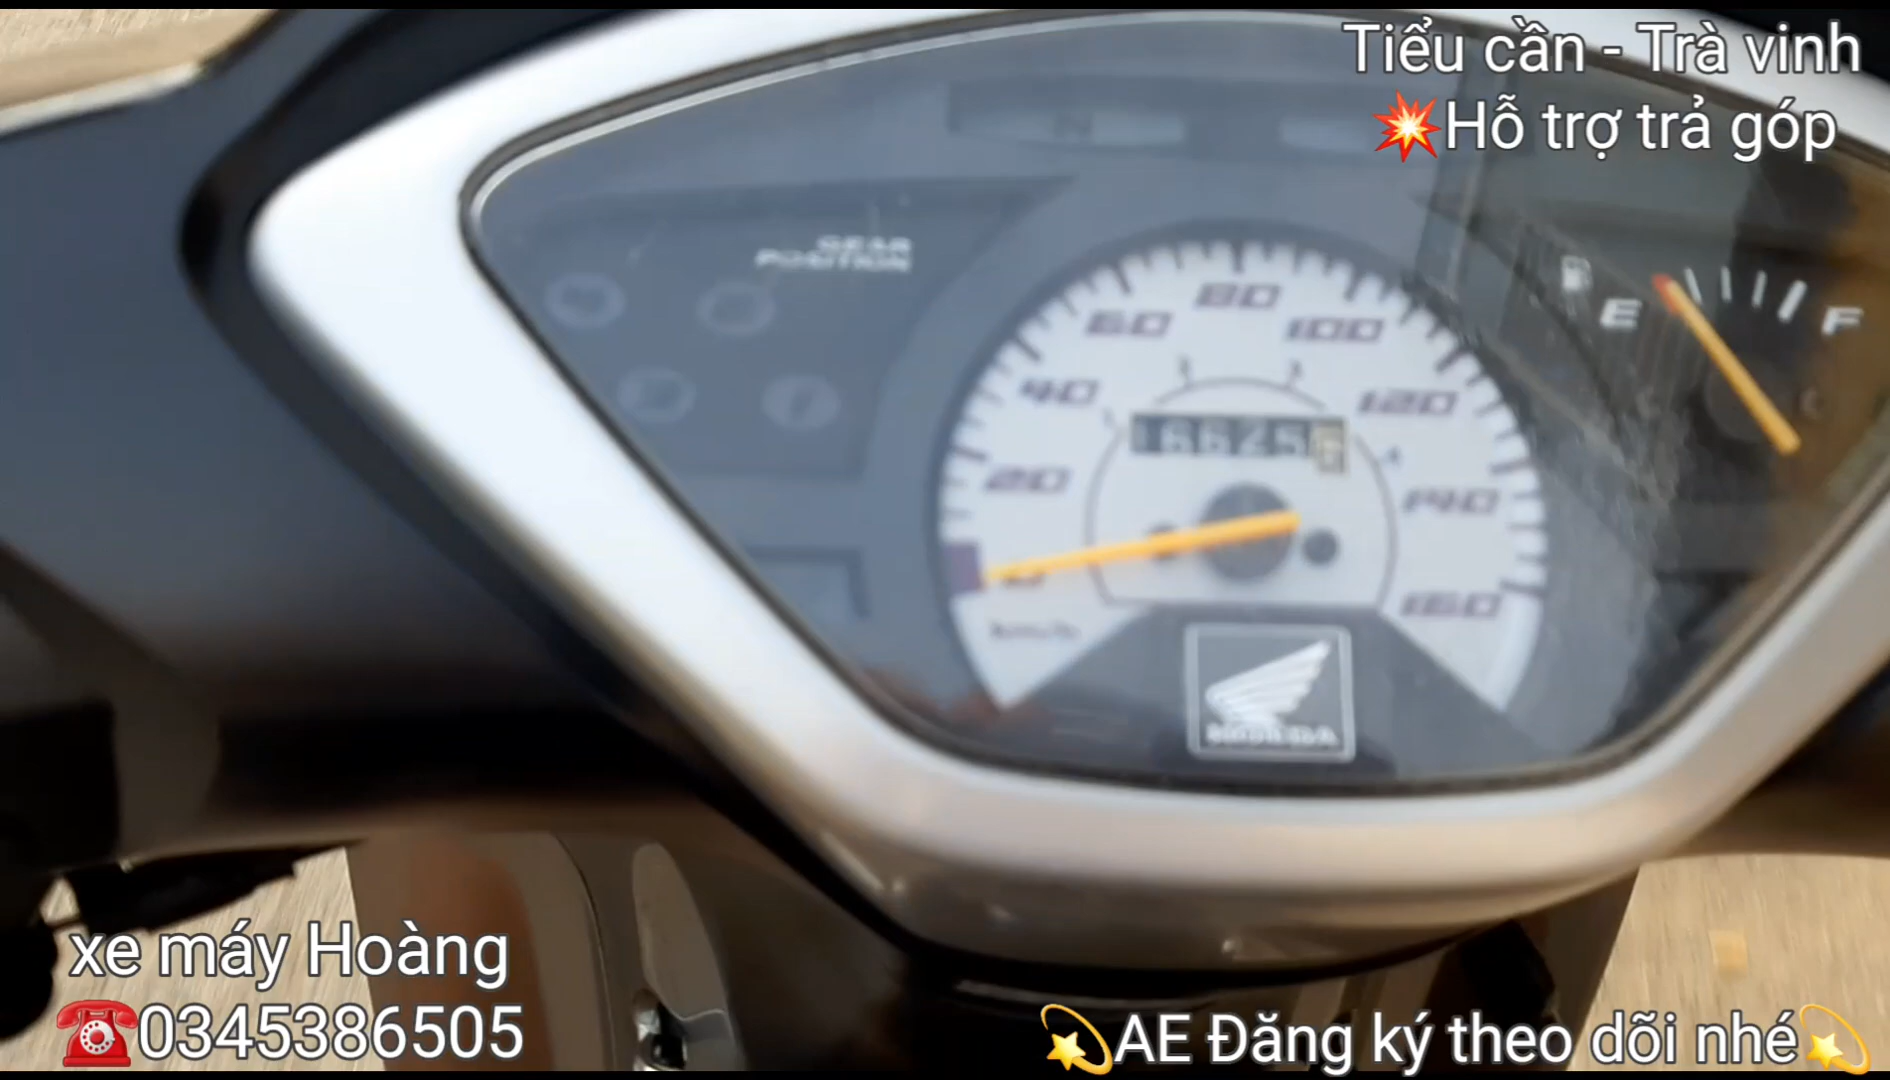 Tiểu cần - Trà vinh
💥Hỗ trợ trả góp
GEAR
POSITION
80
60
100
E
F
40
120
20
140
160
km/h
HONDA
xe máy Hoàng
☎️0345386505
💫AE Đăng ký theo dõi nhé💫